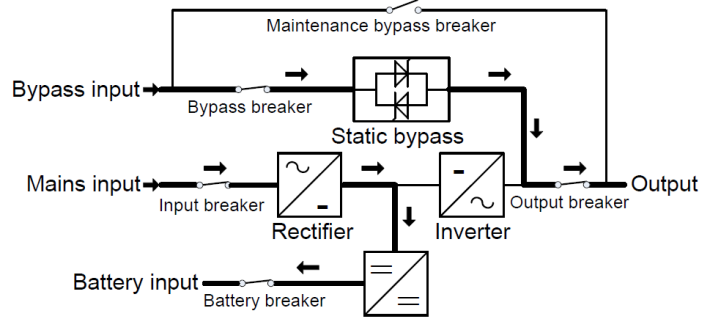 Maintenance bypass breaker
Bypass input
Bypass breaker
Static bypass
Mains input
Input breaker
Rectifier
Inverter
Output breaker
Output
Battery input
Battery breaker